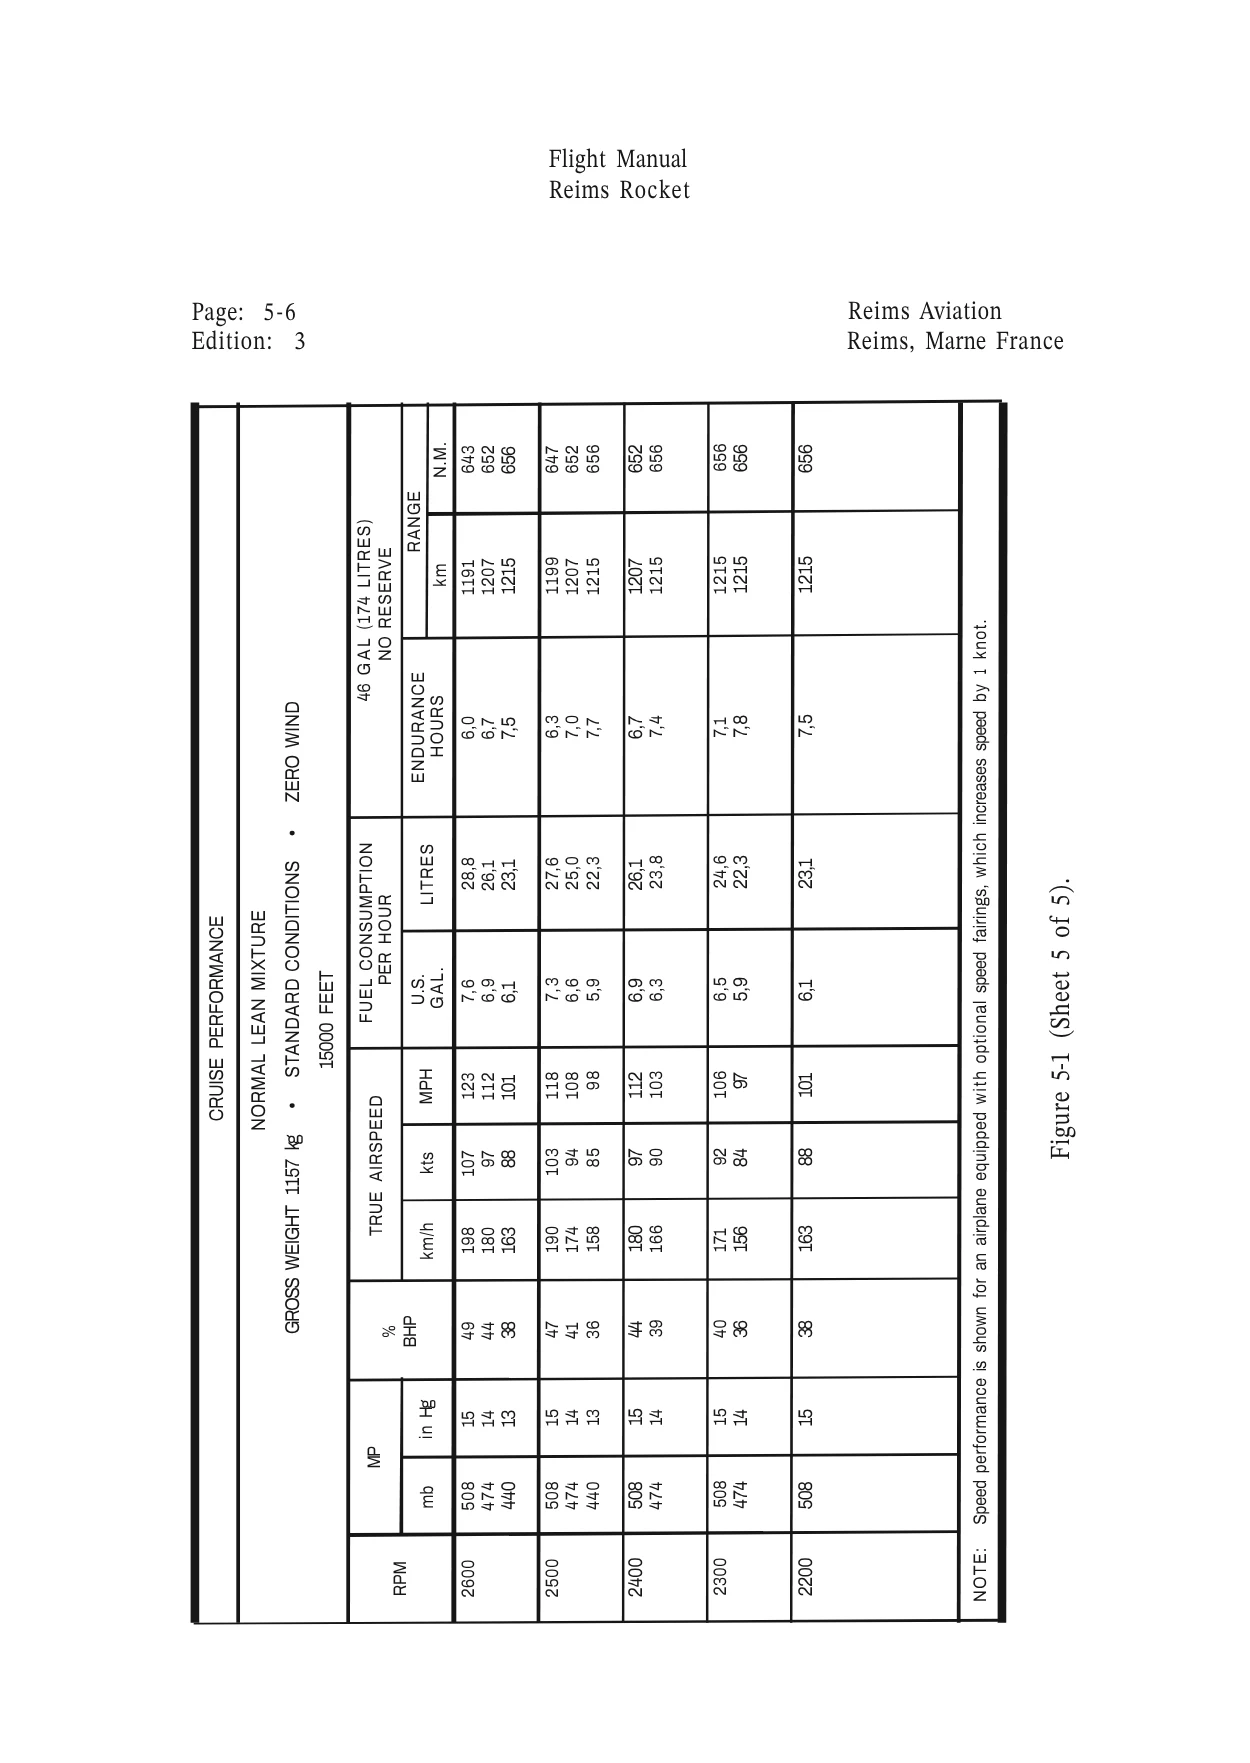 Flight Manual
Reims Rocket
Page: 5-6
Edition: 3
Reims Aviation
Reims, Marne France
CRUISE PERFORMANCE
NORMAL LEAN MIXTURE
GROSS WEIGHT 1157 kg • STANDARD CONDITIONS • ZERO WIND
15000 FEET
RPM MP % BHP TRUE AIRSPEED FUEL CONSUMPTION PER HOUR 46 GAL (174 LITRES) NO RESERVE
mb in Hg km/h kts MPH U.S. GAL. LITRES ENDURANCE HOURS RANGE
km N.M.
2600 508 15 49 198 107 123 7,6 28,8 6,0 1191 643
474 14 44 180 97 112 6,9 26,1 6,7 1207 652
440 13 38 163 88 101 6,1 23,1 7,5 1215 656
2500 508 15 47 190 103 118 7,3 27,6 6,3 1199 647
474 14 41 174 94 108 6,6 25,0 7,0 1207 652
440 13 36 158 85 98 5,9 22,3 7,7 1215 656
2400 508 15 44 180 97 112 6,9 26,1 6,7 1207 652
474 14 39 166 90 103 6,3 23,8 7,4 1215 656
2300 508 15 40 171 92 106 6,5 24,6 7,1 1215 656
474 14 36 156 84 97 5,9 22,3 7,8 1215 656
2200 508 15 38 163 88 101 6,1 23,1 7,5 1215 656
NOTE: Speed performance is shown for an airplane equipped with optional speed fairings, which increases speed by 1 knot.
Figure 5-1 (Sheet 5 of 5).